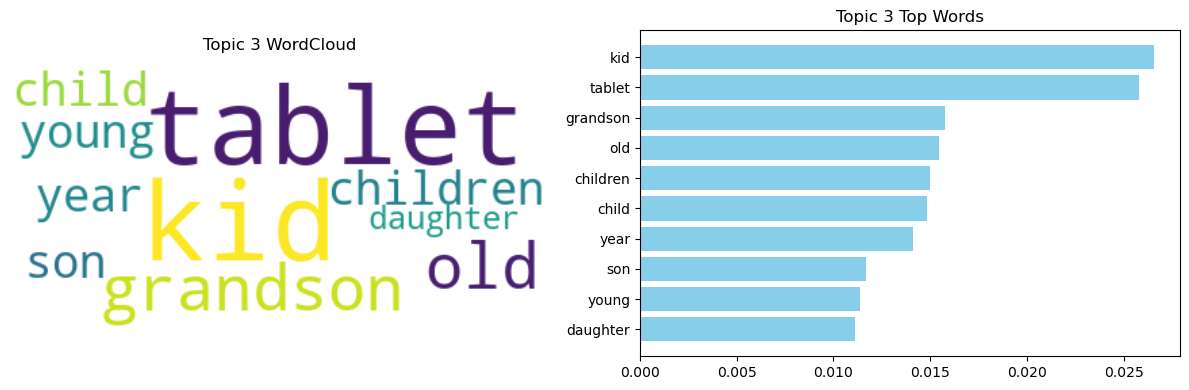 Topic 3 WordCloud
child
tablet
young
year
kid
children
daughter
son
grandson
old
Topic 3 Top Words
kid
tablet
grandson
old
children
child
year
son
young
daughter
0.000 0.005 0.010 0.015 0.020 0.025